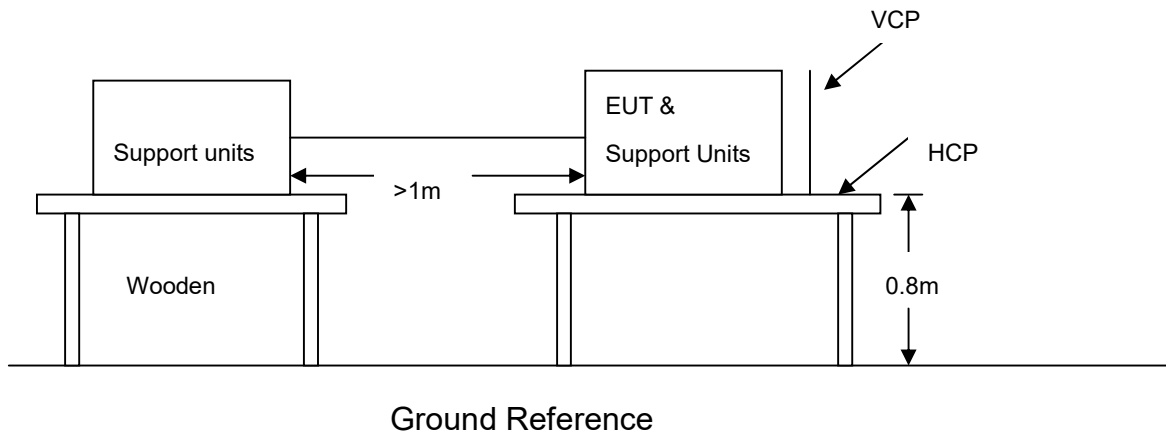 VCP
EUT &
Support Units
Support units
HCP
>1m
Wooden
0.8m
Ground Reference